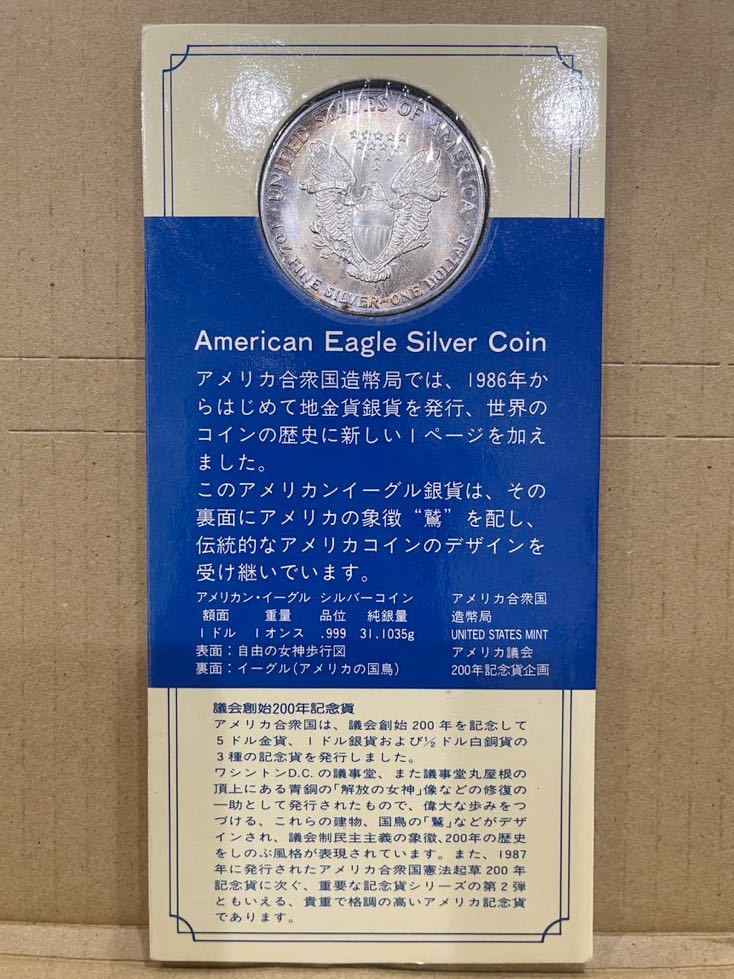 UNITED STATES OF AMERICA
1 OZ. FINE SILVER~ONE DOLLAR
American Eagle Silver Coin
アメリカ合衆国造幣局では、1986年か
らはじめて地金貨銀貨を発行、世界の
コインの歴史に新しい1ページを加え
ました。
このアメリカンイーグル銀貨は、その
裏面にアメリカの象徴“鷲”を配し、
伝統的なアメリカコインのデザインを
受け継いでいます。
アメリカン・イーグル シルバーコイン
額面 重量 品位 純銀量
1ドル 1オンス .999 31.1035g
表面：自由の女神歩行図
裏面：イーグル(アメリカの国鳥)
アメリカ合衆国
造幣局
UNITED STATES MINT
アメリカ議会
200年記念貨企画
議会創始200年記念貨
アメリカ合衆国は、議会創始200年を記念して
5ドル金貨、1ドル銀貨および½ドル白銅貨の
3種の記念貨を発行しました。
ワシントンD.C.の議事堂、また議事堂丸屋根の
頂上にある青銅の「解放の女神」像などの修復の
一助として発行されたもので、偉大な歩みをつ
づける、これらの建物、国鳥の「鷲」などがデ
ザインされ、議会制民主主義の象徴、200年の歴史
をしのぶ風格が表現されています。また、1987
年に発行されたアメリカ合衆国憲法起草200年
記念貨に次ぐ、重要な記念貨シリーズの第2弾
ともいえる、貴重で格調の高いアメリカ記念貨
であります。